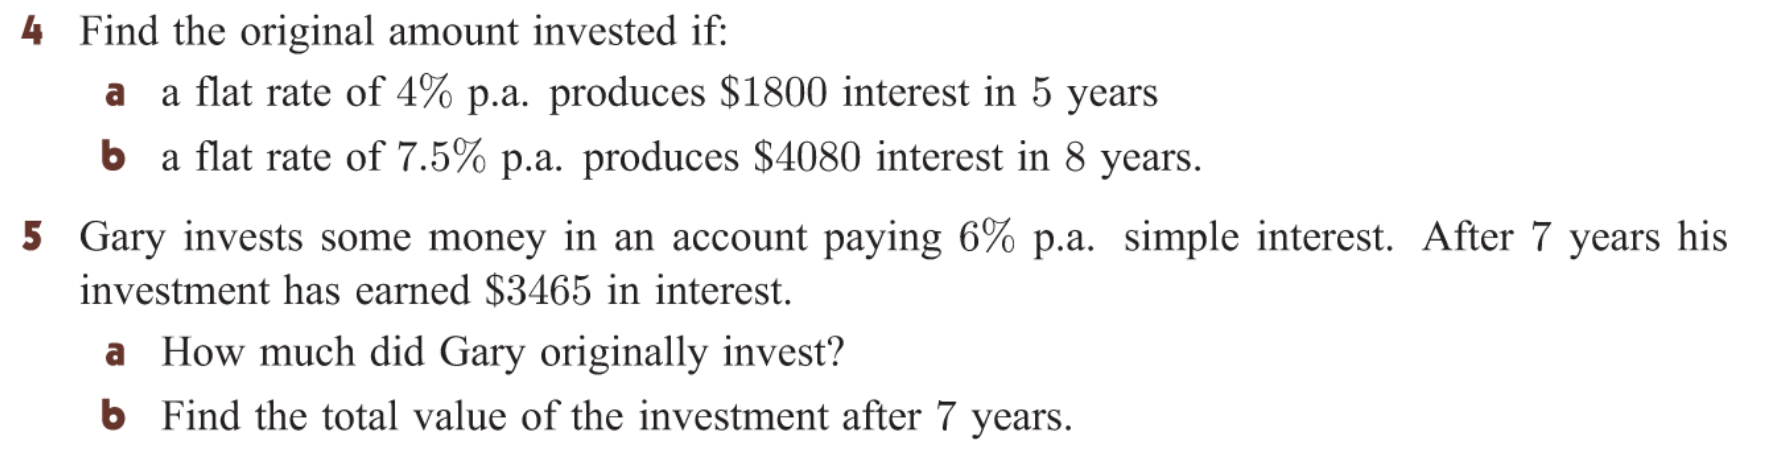 4 Find the original amount invested if:
a a flat rate of 4% p.a. produces $1800 interest in 5 years
b a flat rate of 7.5% p.a. produces $4080 interest in 8 years.
5 Gary invests some money in an account paying 6% p.a. simple interest. After 7 years his
investment has earned $3465 in interest.
a How much did Gary originally invest?
b Find the total value of the investment after 7 years.